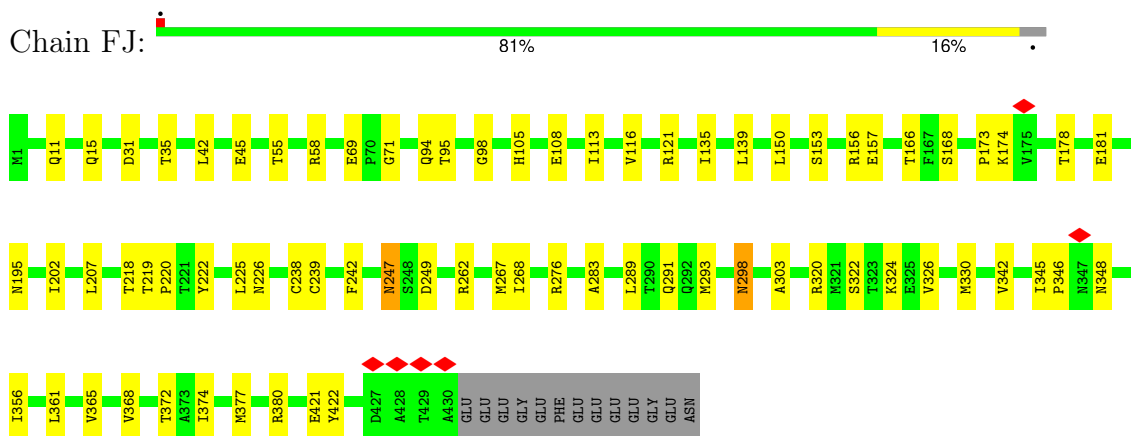 Chain FJ:
81% 16%
M1 Q11 Q15 D31 T35 L42 E45 T55 R58 E69 P70 G71 Q94 T95 G98 H105 E108 I113 V116 R121 I135 L139 L150 S153 R156 E157 T166 F167 S168 P173 K174 V175 T178 E181
N195 I202 L207 T218 T219 P220 T221 Y222 L225 N226 C238 C239 F242 N247 S248 D249 R262 M267 I268 R276 A283 L289 T290 Q291 Q292 M293 N298 A303 R320 M321 S322 T323 K324 E325 V326 M330 V342 I345 P346 N347 N348
I356 L361 V365 V368 T372 A373 I374 M377 R380 E421 Y422 D427 A428 T429 A430 GLU GLU GLU GLY GLU PHE GLU GLU GLU GLU GLY GLU ASN